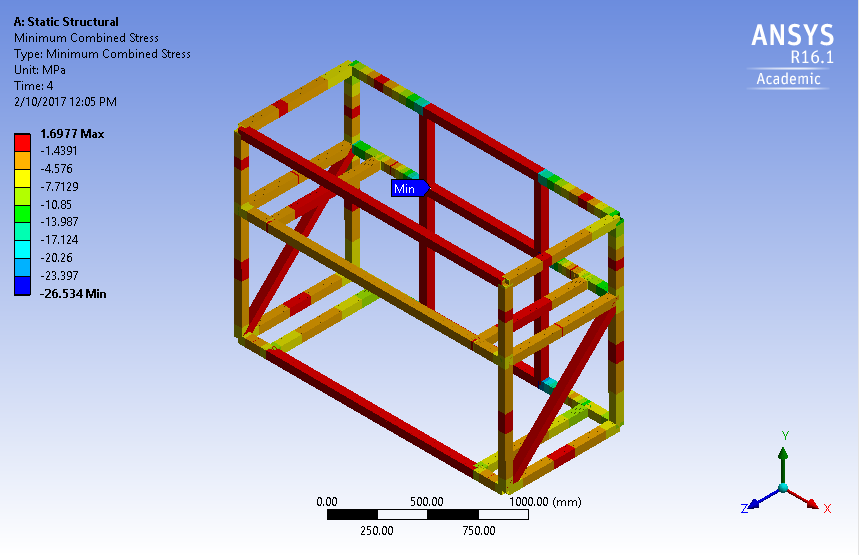 A: Static Structural
Minimum Combined Stress
Type: Minimum Combined Stress
Unit: MPa
Time: 4
2/10/2017 12:05 PM
ANSYS
R16.1
Academic
1.6977 Max
-1.4391
-4.576
-7.7129
-10.85
-13.987
-17.124
-20.26
-23.397
-26.534 Min
Min
0.00 500.00 1000.00 (mm)
250.00 750.00
Y
Z X